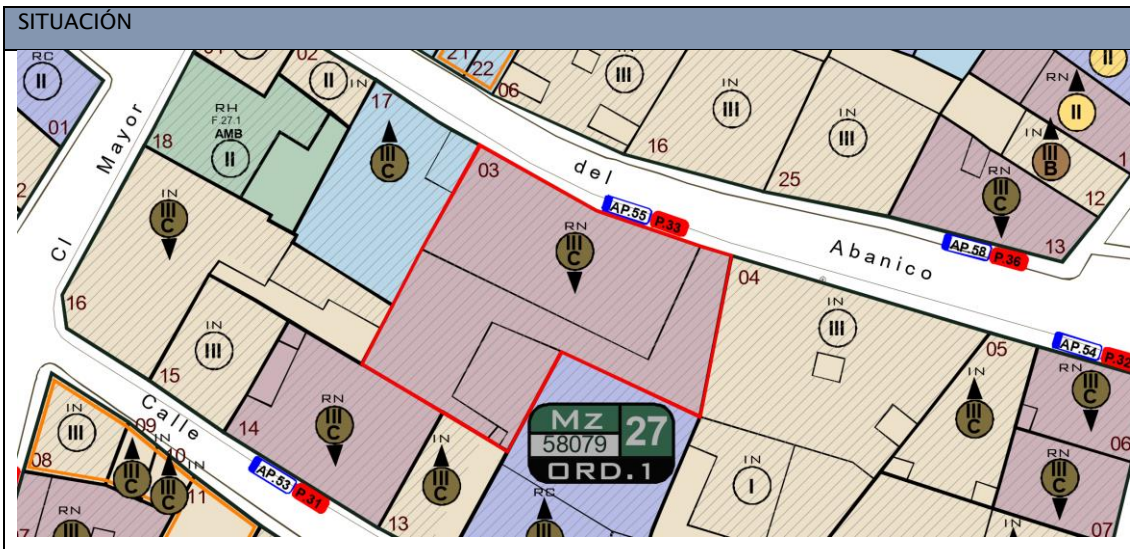 SITUACIÓN
RC
II
01
02
II
IN
17
III
C
21
22
06
III
IN
III
16
IN
III
25
RN
II
II
IN
III
B
12
RN
III
C
13
Mayor
Cl
18
RH
F.27.1
AMB
II
03
del
AP.55
P.33
Abanico
AP.58
P.36
IN
III
C
RN
III
C
04
IN
III
16
IN
III
15
05
AP.54
P.32
IN
III
C
RN
III
C
06
Calle
14
RN
III
C
IN
III
08
09
IN
10
IN
III
C
III
C
11
AP.53
P.31
IN
III
C
13
Mz
27
58079
ORD.1
RC
III
I
RN
III
C
07
RN
III
IN